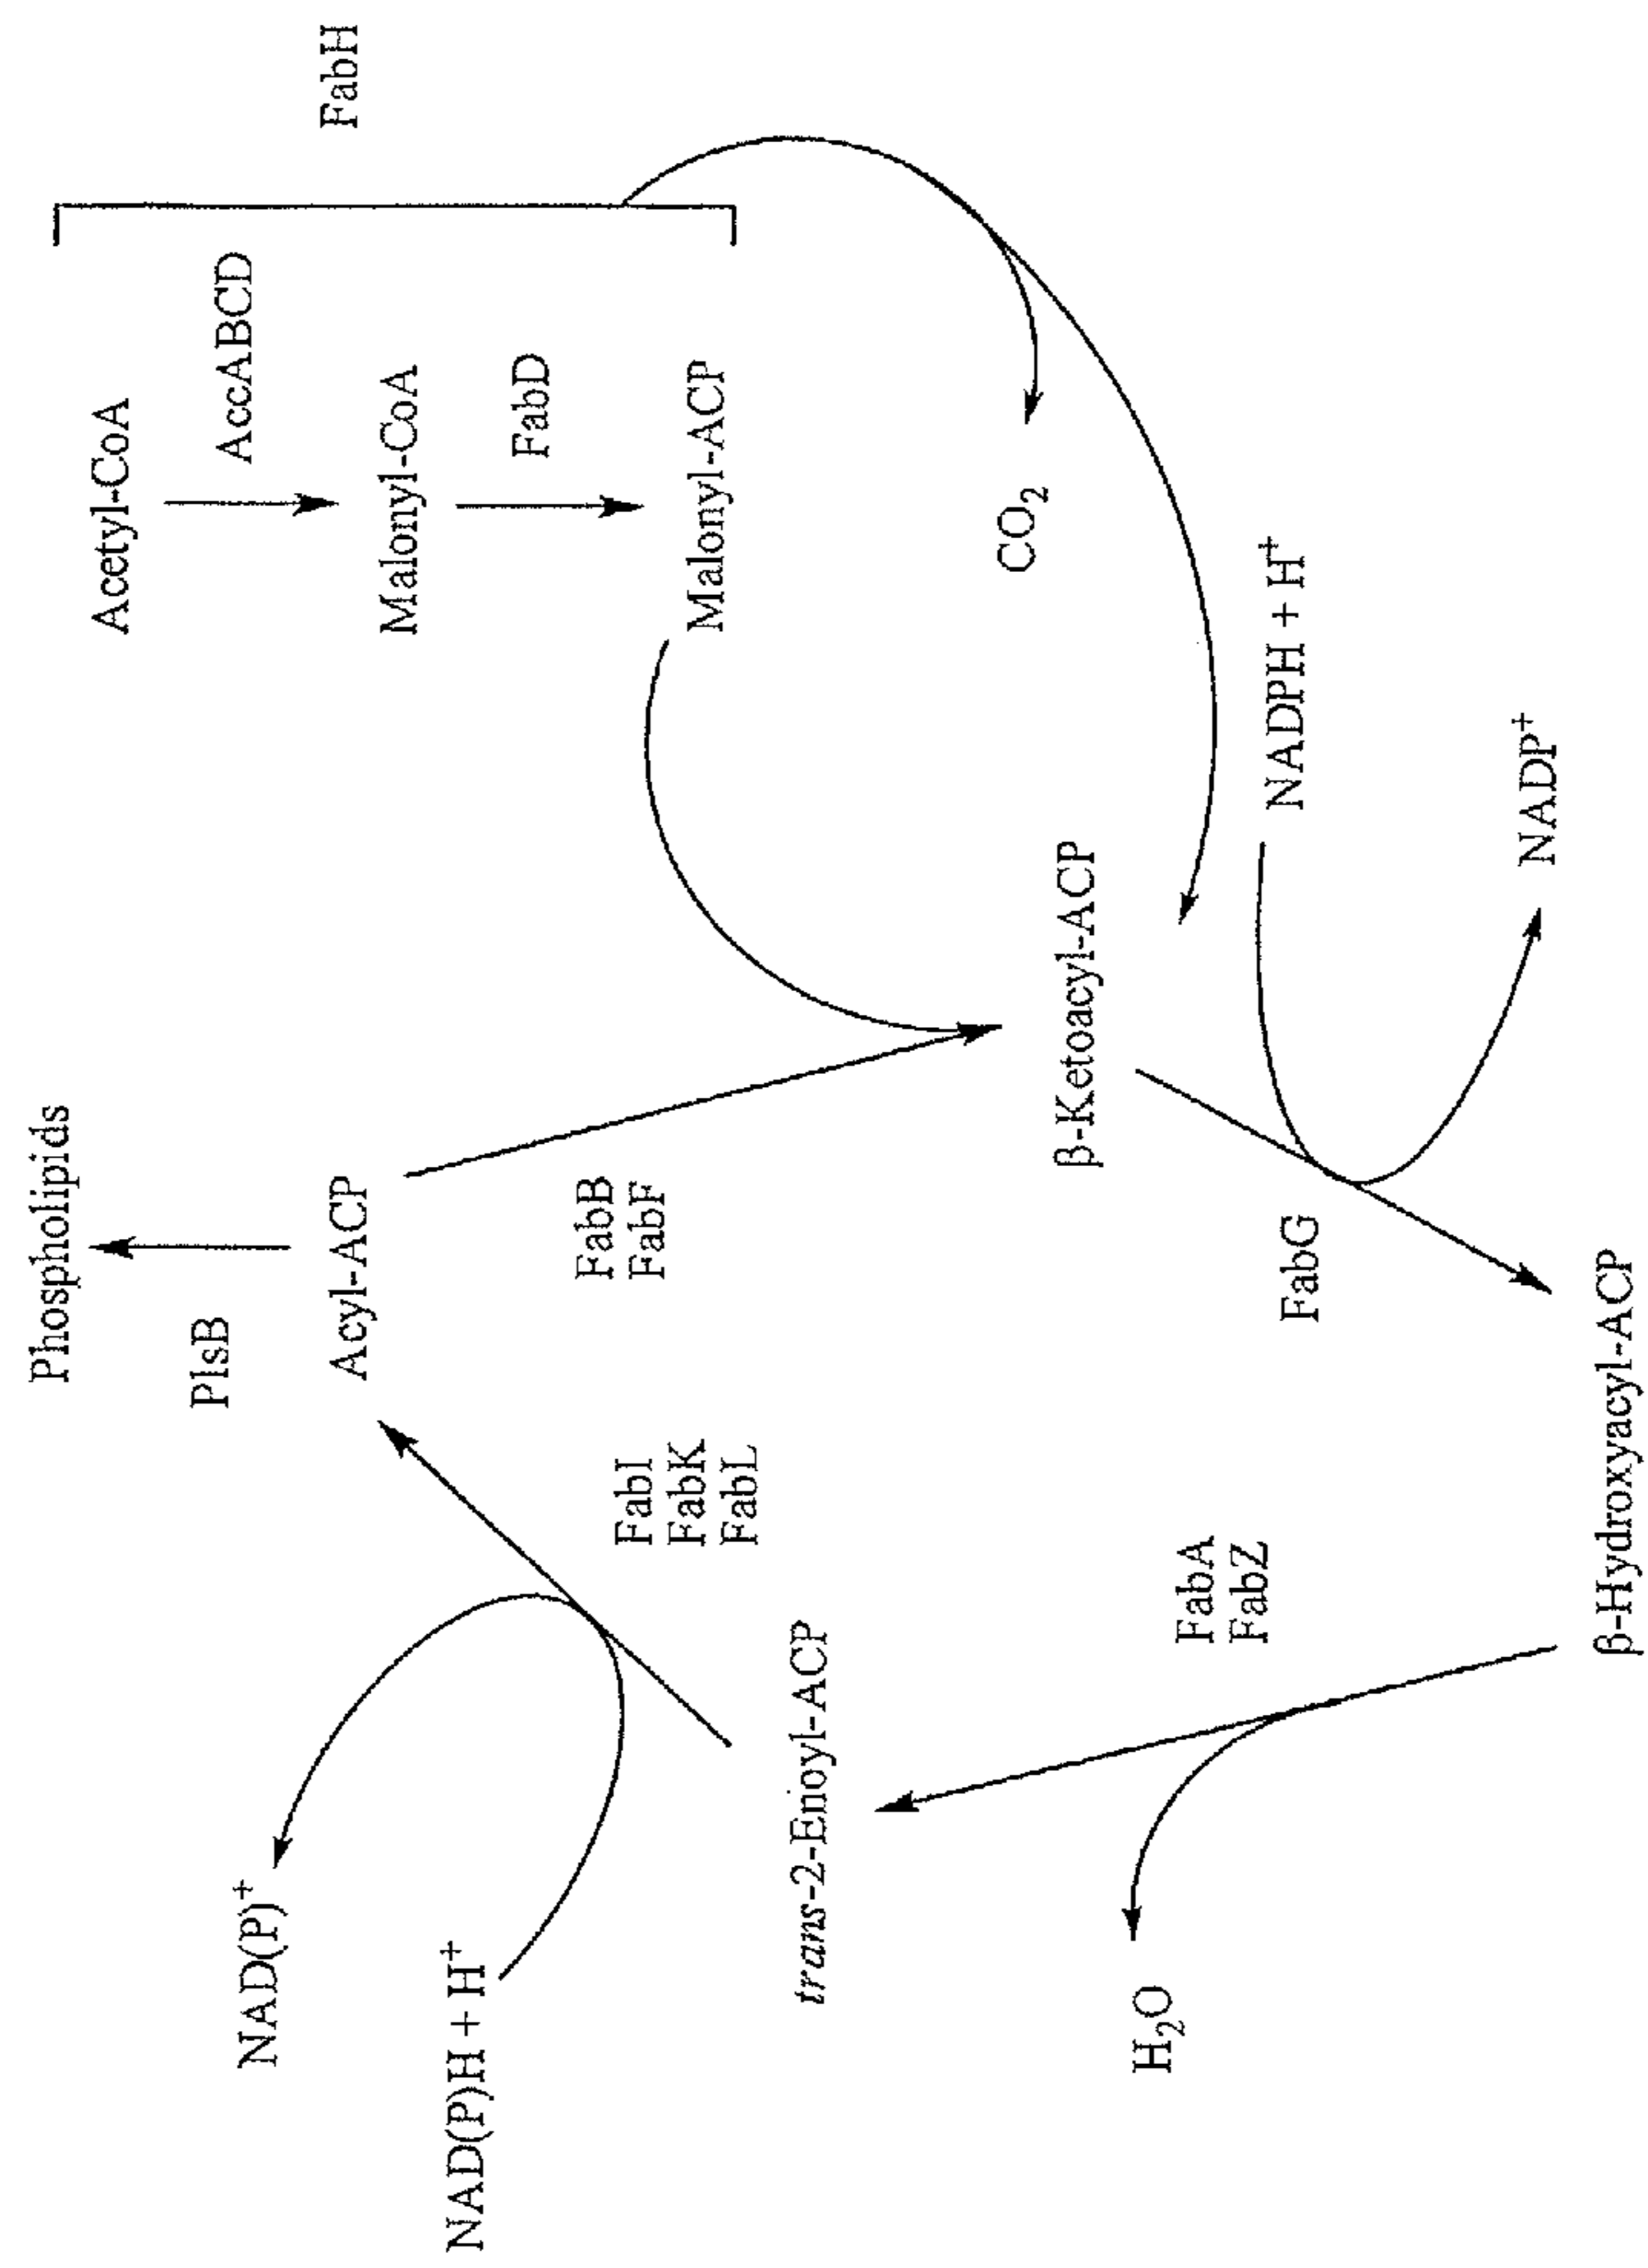 Phospholipids
PlsB
Acyl-ACP
Acetyl-CoA
AccABCD
Malonyl-CoA
FabD
Malonyl-ACP
FabH
NAD(P)⁺
NAD(P)H + H⁺
FabI
FabK
FabL
FabB
FabF
CO₂
trans-2-Enoyl-ACP
β-Ketoacyl-ACP
H₂O
FabA
FabZ
FabG
NADPH + H⁺
NADP⁺
β-Hydroxyacyl-ACP